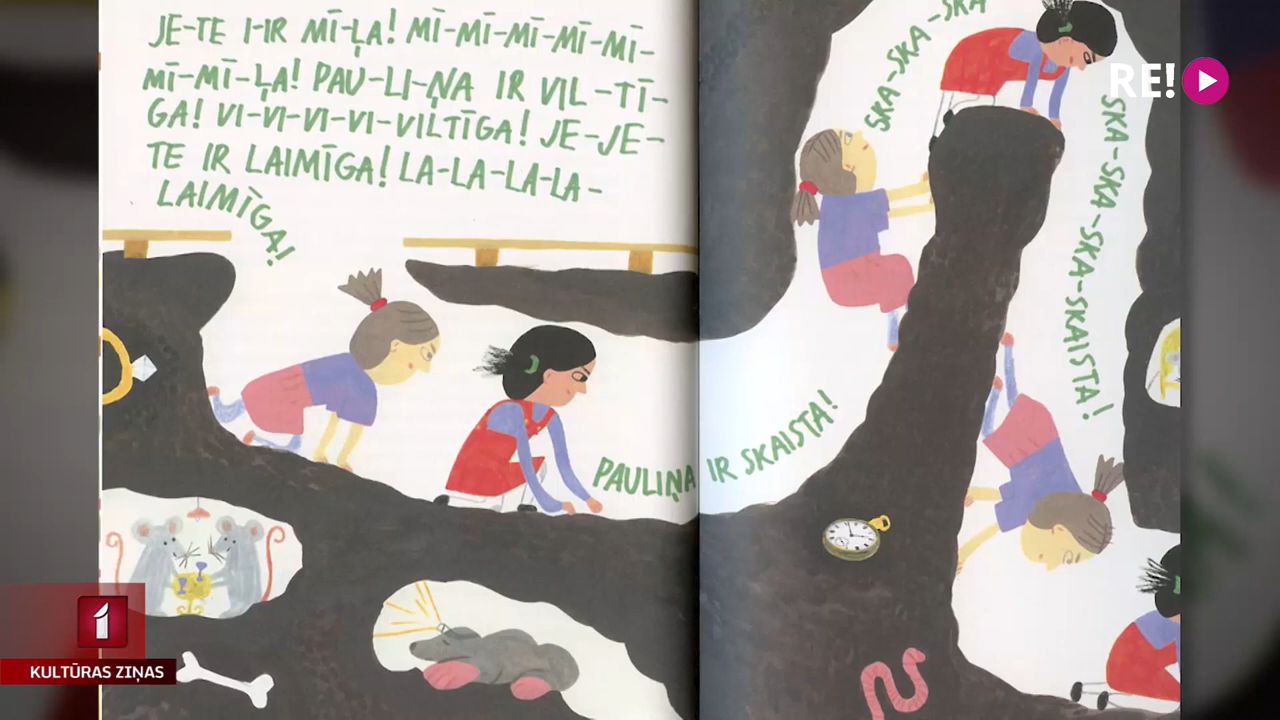 JE-TE I-IR MĪ-ĻA! MĪ-MĪ-MĪ-MĪ-MĪ-
MĪ-MĪ-ĻA! PAU-LI-ŅA IR VIL-TĪ-
GA! VI-VI-VI-VI-VILTĪGA! JE-JE-
TE IR LAIMĪGA! LA-LA-LA-LA-
LAIMĪGA!
PAULIŅA IR SKAISTA!
SKA-SKA-SKA
SKA-SKA-SKA-SKA-SKAISTA!
RE!
1
KULTŪRAS ZIŅAS